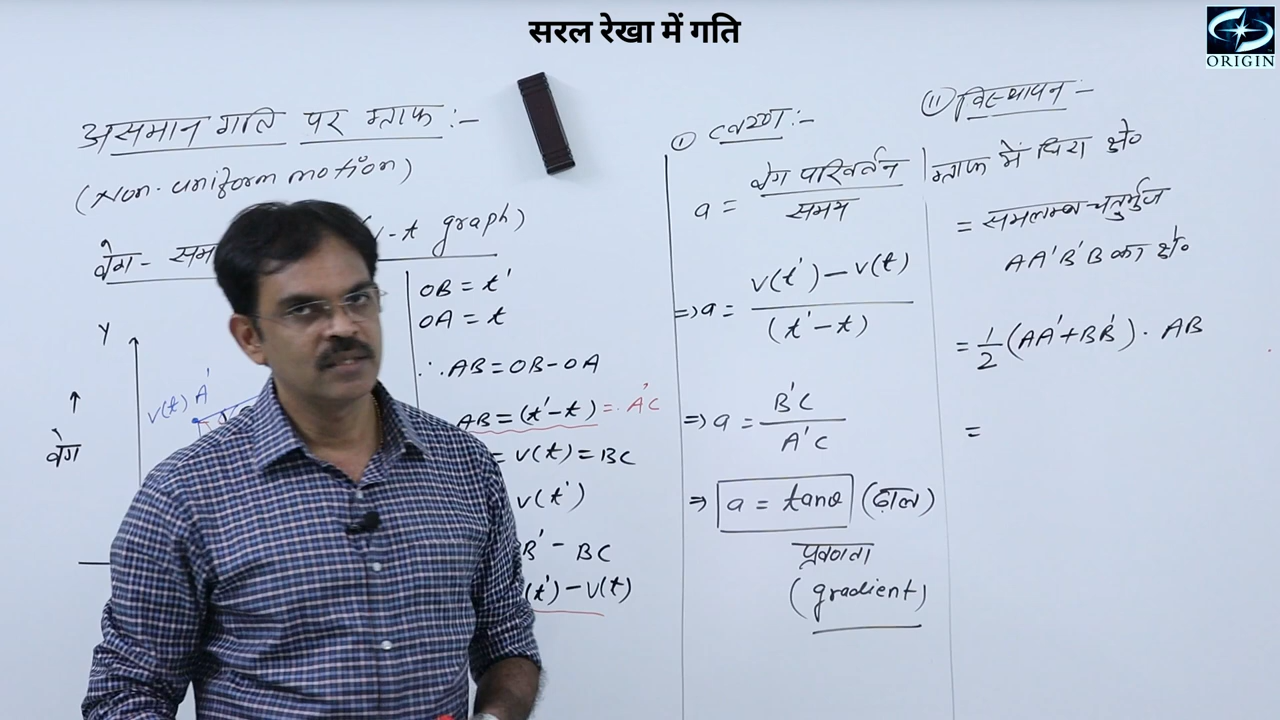 सरल रेखा में गति
ORIGIN
असमान गति पर ग्राफ :-
(Non-uniform motion)
वेग - सम
-t graph)
Y
वेग
v(t) A'
OB = t'
OA = t
∴ AB = OB - OA
AB = (t' - t) = A'C
= v(t) = BC
v(t')
B' - BC
(t') - v(t)
(i) त्वरण :-
a = वेग परिवर्तन / समय
⇒ a = v(t') - v(t) / (t' - t)
⇒ a = B'C / A'C
⇒ a = tanθ (ढ़ाल)
प्रवणता
(gradient)
(ii) विस्थापन :-
ग्राफ में घिरा क्षे०
= समलम्ब चतुर्भुज
AA'B'B का क्षे०
= 1/2 (AA' + BB') · AB
=